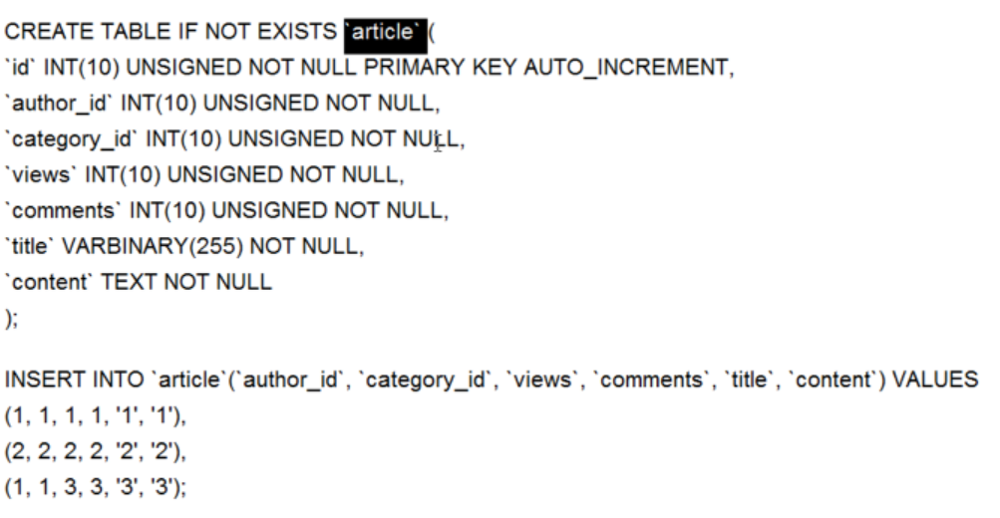 CREATE TABLE IF NOT EXISTS `article` (
`id` INT(10) UNSIGNED NOT NULL PRIMARY KEY AUTO_INCREMENT,
`author_id` INT(10) UNSIGNED NOT NULL,
`category_id` INT(10) UNSIGNED NOT NULL,
`views` INT(10) UNSIGNED NOT NULL,
`comments` INT(10) UNSIGNED NOT NULL,
`title` VARBINARY(255) NOT NULL,
`content` TEXT NOT NULL
);
INSERT INTO `article`(`author_id`, `category_id`, `views`, `comments`, `title`, `content`) VALUES
(1, 1, 1, 1, '1', '1'),
(2, 2, 2, 2, '2', '2'),
(1, 1, 3, 3, '3', '3');